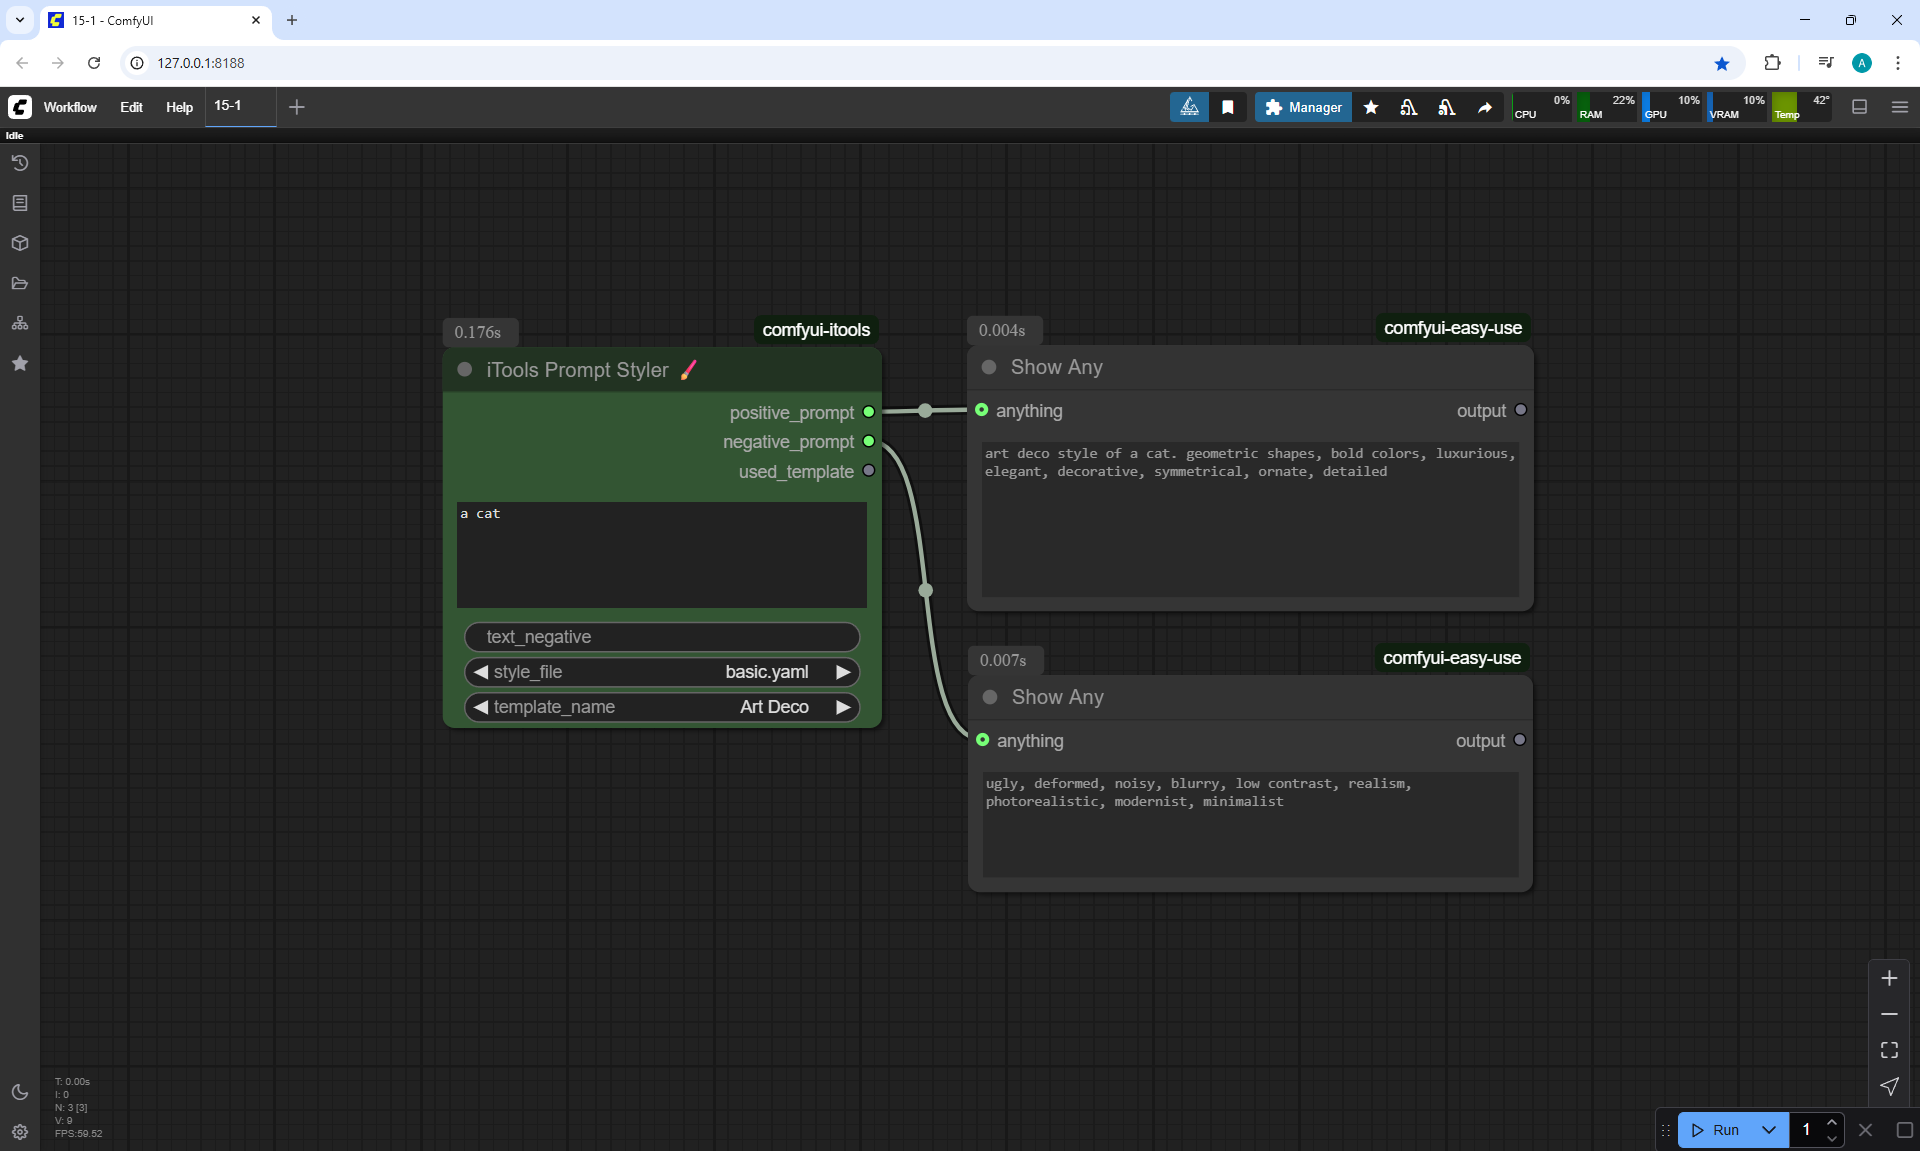 15-1 - ComfyUI
127.0.0.1:8188
Workflow Edit Help 15-1
Manager
CPU 0% RAM 22% GPU 10% VRAM 10% Temp 42°
Idle
0.176s comfyui-itools
iTools Prompt Styler
positive_prompt
negative_prompt
used_template
a cat
text_negative
style_file basic.yaml
template_name Art Deco
0.004s comfyui-easy-use
Show Any
anything output
art deco style of a cat. geometric shapes, bold colors, luxurious,
elegant, decorative, symmetrical, ornate, detailed
0.007s comfyui-easy-use
Show Any
anything output
ugly, deformed, noisy, blurry, low contrast, realism,
photorealistic, modernist, minimalist
T: 0.00s
I: 0
N: 3 [3]
V: 9
FPS:59.52
Run 1
A